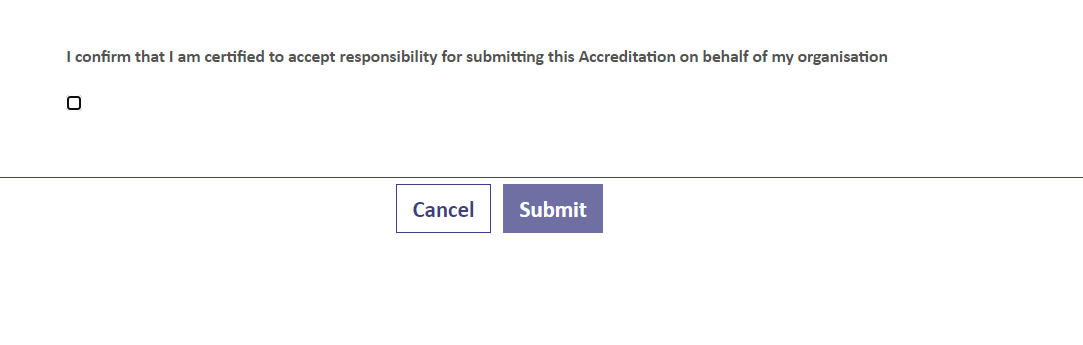 I confirm that I am certified to accept responsibility for submitting this Accreditation on behalf of my organisation
Cancel Submit